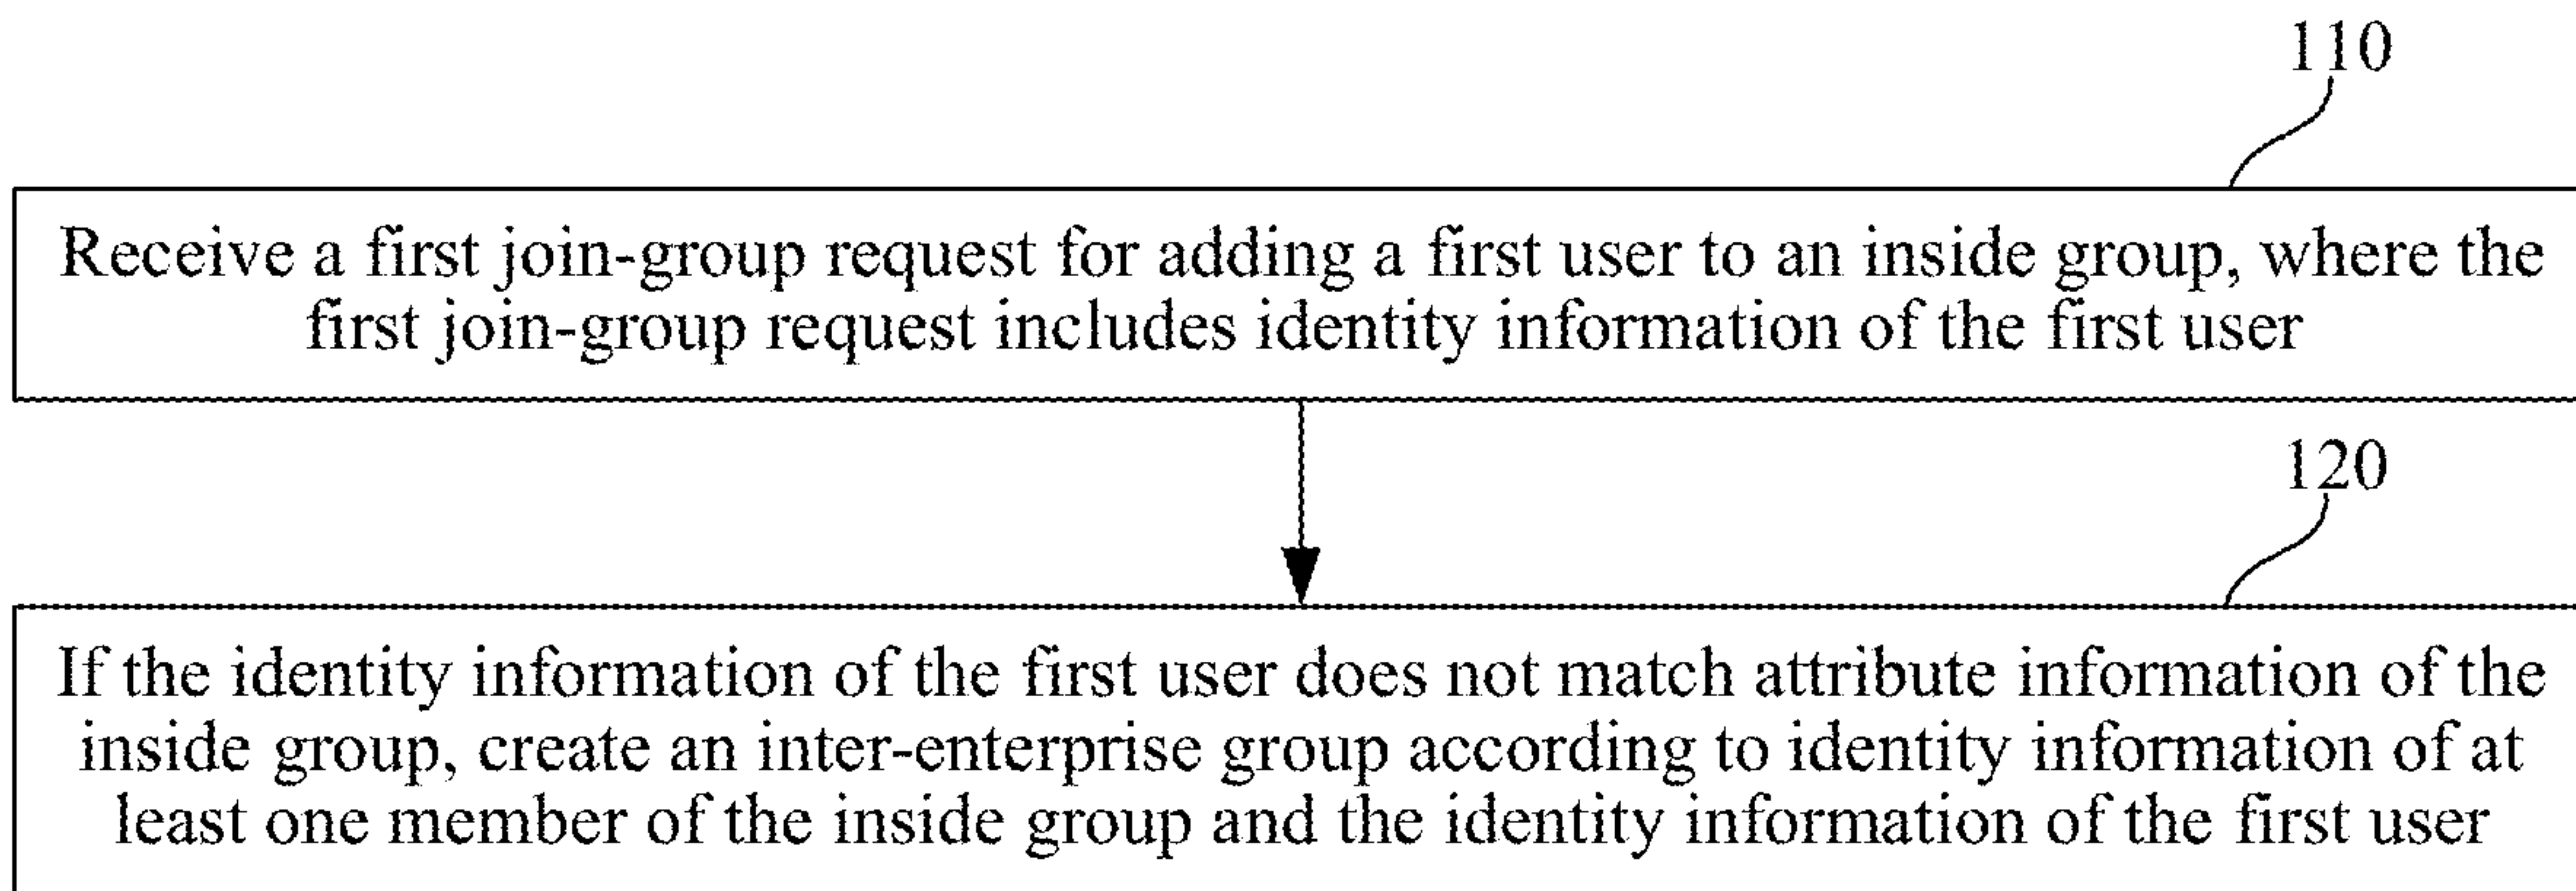 110
Receive a first join-group request for adding a first user to an inside group, where the
first join-group request includes identity information of the first user
120
If the identity information of the first user does not match attribute information of the
inside group, create an inter-enterprise group according to identity information of at
least one member of the inside group and the identity information of the first user